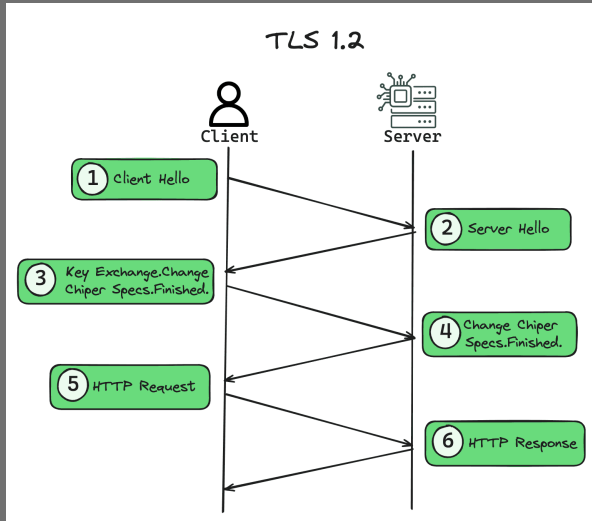 TLS 1.2
Client
Server
1 Client Hello
2 Server Hello
3 Key Exchange.Change
Chiper Specs.Finished.
4 Change Chiper
Specs.Finished.
5 HTTP Request
6 HTTP Response